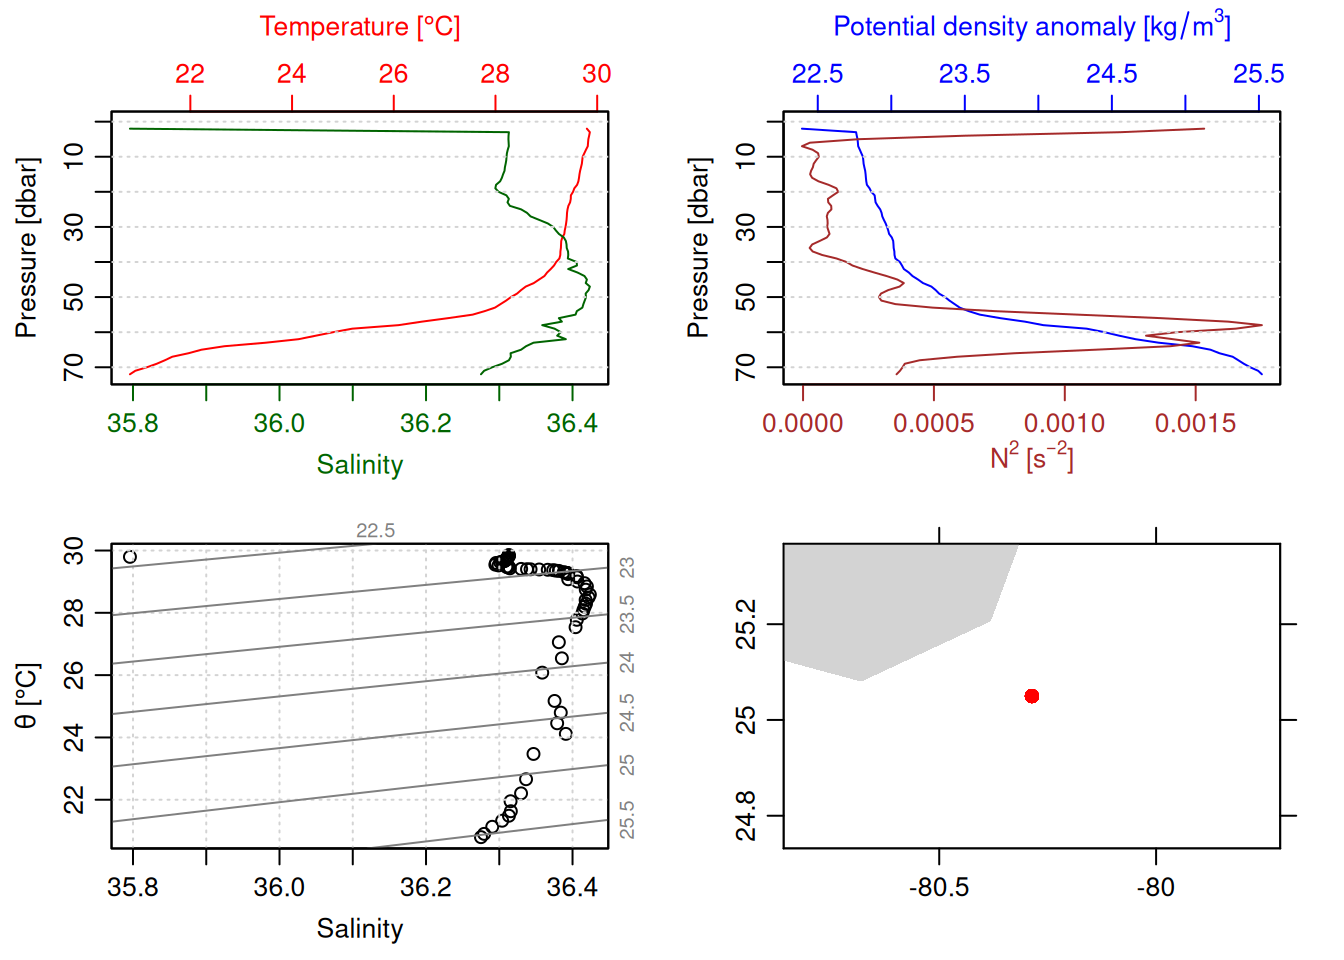 Temperature [°C]
22 24 26 28 30
Pressure [dbar]
10
30
50
70
35.8 36.0 36.2 36.4
Salinity
Potential density anomaly [kg/m³]
22.5 23.5 24.5 25.5
Pressure [dbar]
10
30
50
70
0.0000 0.0005 0.0010 0.0015
N² [s⁻²]
22.5
θ [°C]
30
28
26
24
22
23
23.5
24
24.5
25
25.5
35.8 36.0 36.2 36.4
Salinity
25.2
25
24.8
-80.5 -80